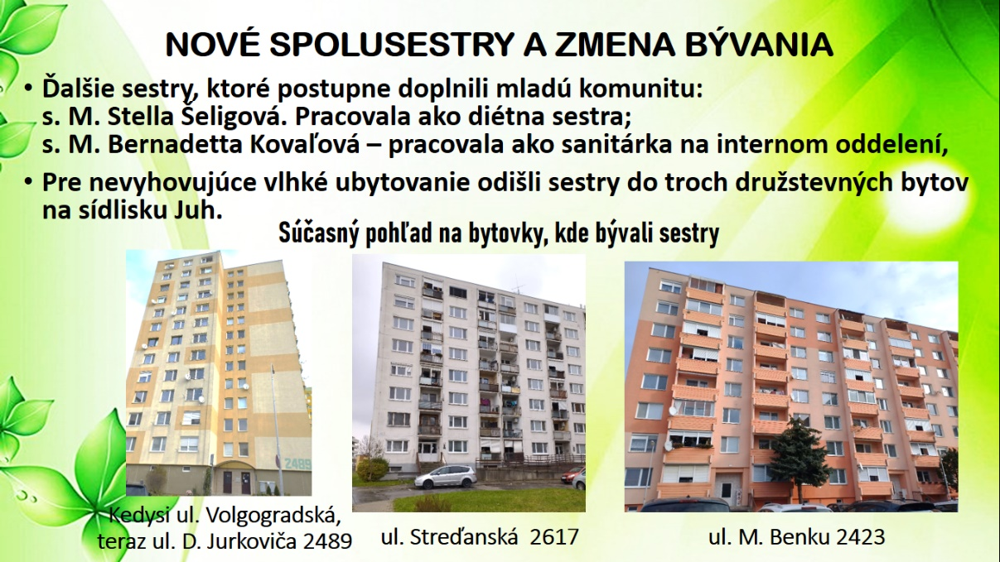 NOVÉ SPOLUSESTRY A ZMENA BÝVANIA
• Ďalšie sestry, ktoré postupne doplnili mladú komunitu:
s. M. Stella Šeligová. Pracovala ako diétna sestra;
s. M. Bernadetta Kovaľová – pracovala ako sanitárka na internom oddelení,
• Pre nevyhovujúce vlhké ubytovanie odišli sestry do troch družstevných bytov
na sídlisku Juh.
Súčasný pohľad na bytovky, kde bývali sestry
2489
Kedysi ul. Volgogradská,
teraz ul. D. Jurkoviča 2489
ul. Streďanská 2617
ul. M. Benku 2423